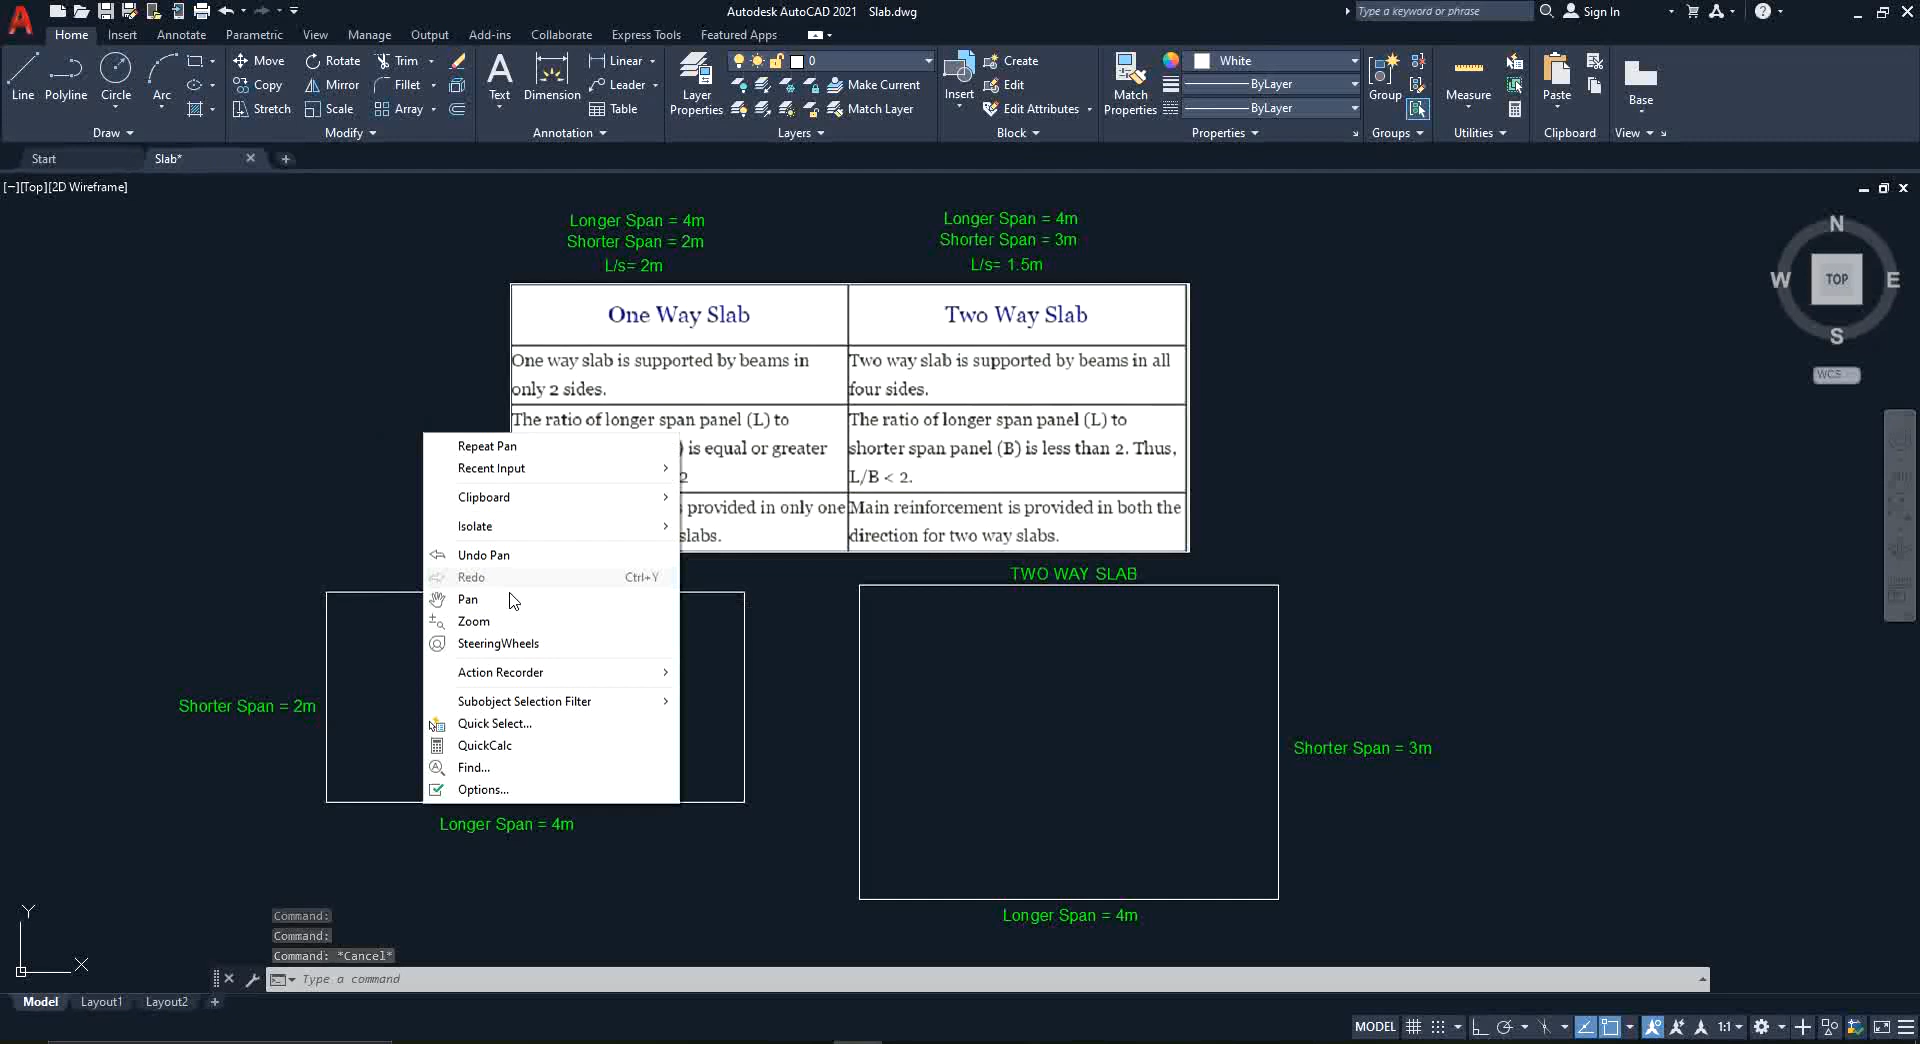 Autodesk AutoCAD 2021 Slab.dwg
Type a keyword or phrase
Sign In
Home Insert Annotate Parametric View Manage Output Add-ins Collaborate Express Tools Featured Apps
Line Polyline Circle Arc
Draw
Move Rotate Trim
Copy Mirror Fillet
Stretch Scale Array
Modify
Text Dimension
Linear
Leader
Table
Annotation
Layer Properties
0
Make Current
Match Layer
Layers
Insert
Create
Edit
Edit Attributes
Block
Match Properties
White
ByLayer
ByLayer
Properties
Group
Groups
Measure
Utilities
Paste
Clipboard
Base
View
Start Slab*
[−][Top][2D Wireframe]
Longer Span = 4m
Shorter Span = 2m
L/s= 2m
Longer Span = 4m
Shorter Span = 3m
L/s= 1.5m
N
W TOP E
S
WCS
One Way Slab Two Way Slab
One way slab is supported by beams in
only 2 sides.
Two way slab is supported by beams in all
four sides.
The ratio of longer span panel (L) to
) is equal or greater
2
The ratio of longer span panel (L) to
shorter span panel (B) is less than 2. Thus,
L/B < 2.
provided in only one
slabs.
Main reinforcement is provided in both the
direction for two way slabs.
Repeat Pan
Recent Input
Clipboard
Isolate
Undo Pan
Redo Ctrl+Y
Pan
Zoom
SteeringWheels
Action Recorder
Subobject Selection Filter
Quick Select...
QuickCalc
Find...
Options...
Shorter Span = 2m
Longer Span = 4m
TWO WAY SLAB
Shorter Span = 3m
Longer Span = 4m
Y
X
Command:
Command:
Command: *Cancel*
Type a command
Model Layout1 Layout2
MODEL 1:1